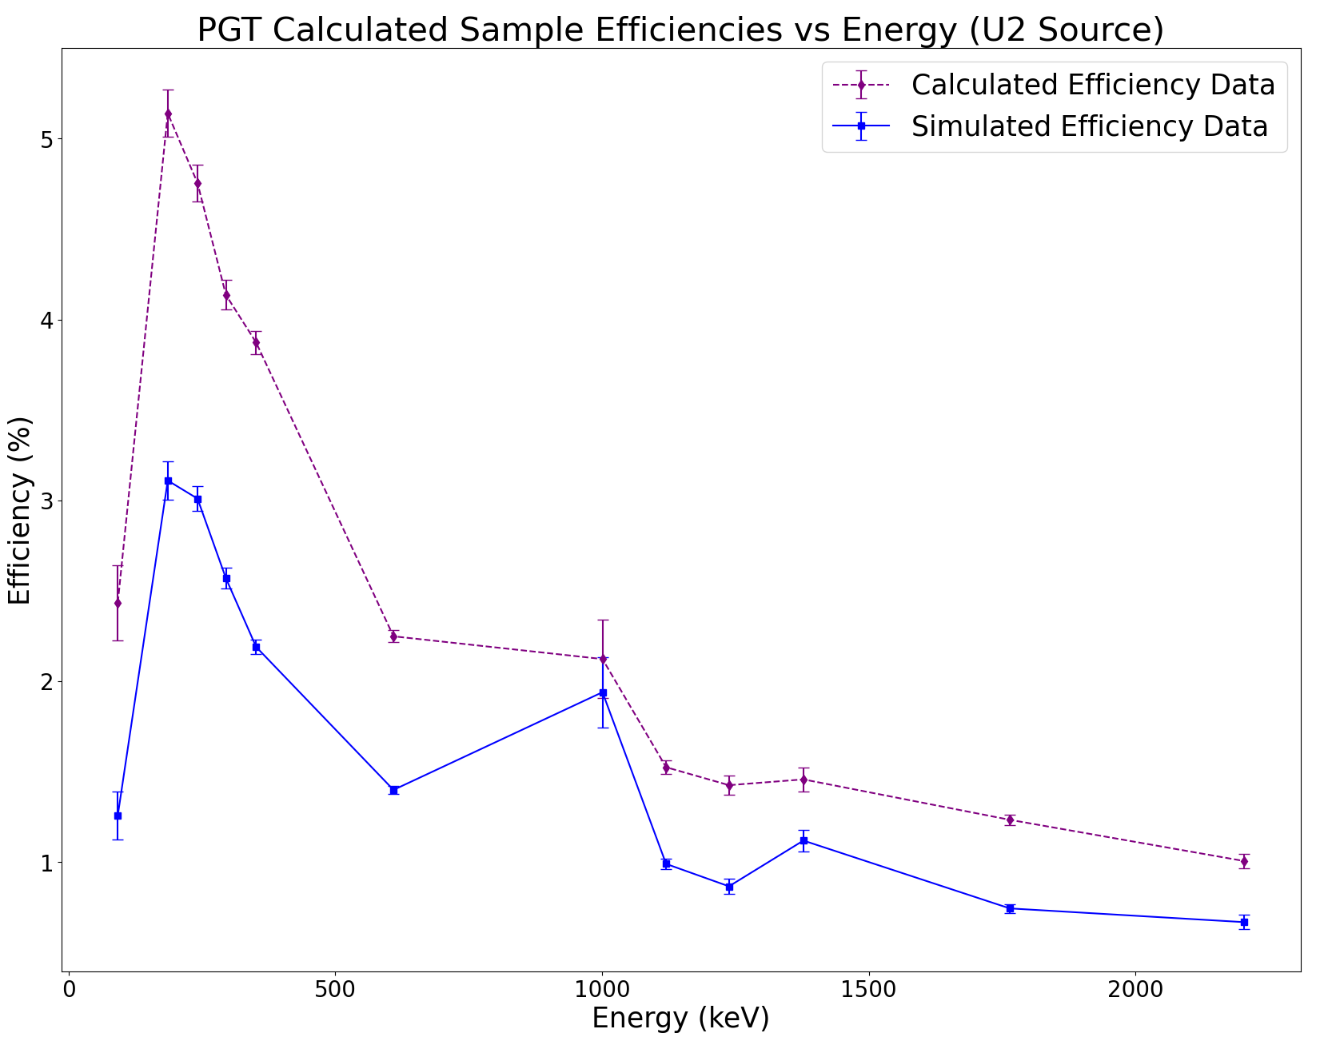 PGT Calculated Sample Efficiencies vs Energy (U2 Source)
Calculated Efficiency Data
Simulated Efficiency Data
5
4
3
2
1
Efficiency (%)
0 500 1000 1500 2000
Energy (keV)